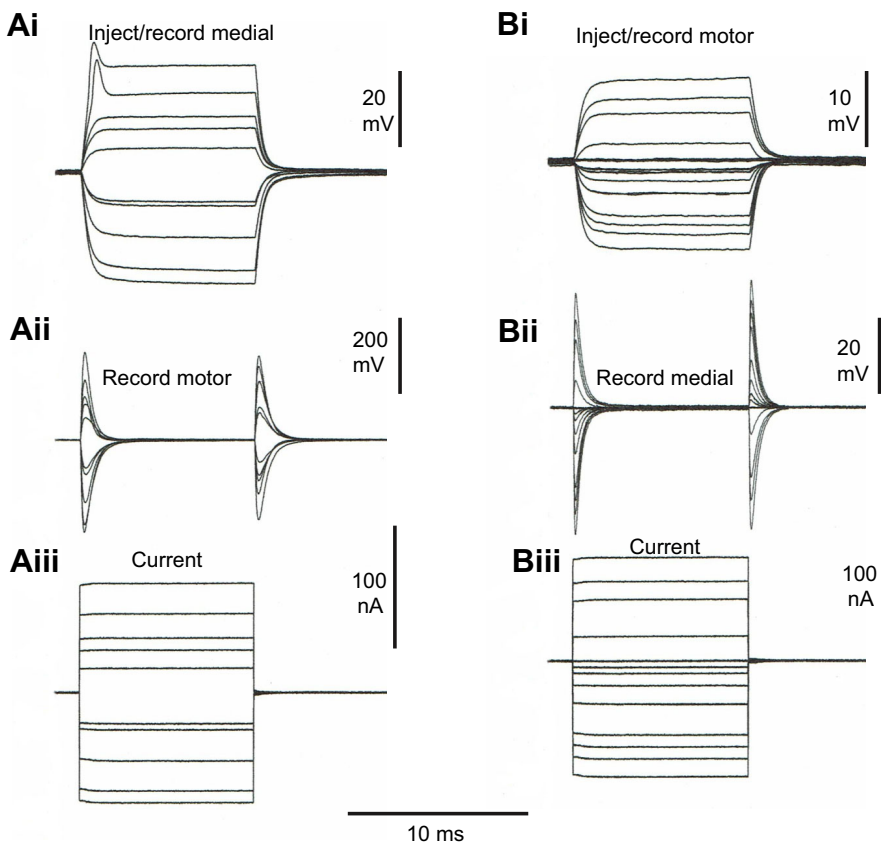 Ai
Inject/record medial
20
mV
Bi
Inject/record motor
10
mV
Aii
Record motor
200
mV
Bii
Record medial
20
mV
Aiii
Current
100
nA
Biii
Current
100
nA
10 ms